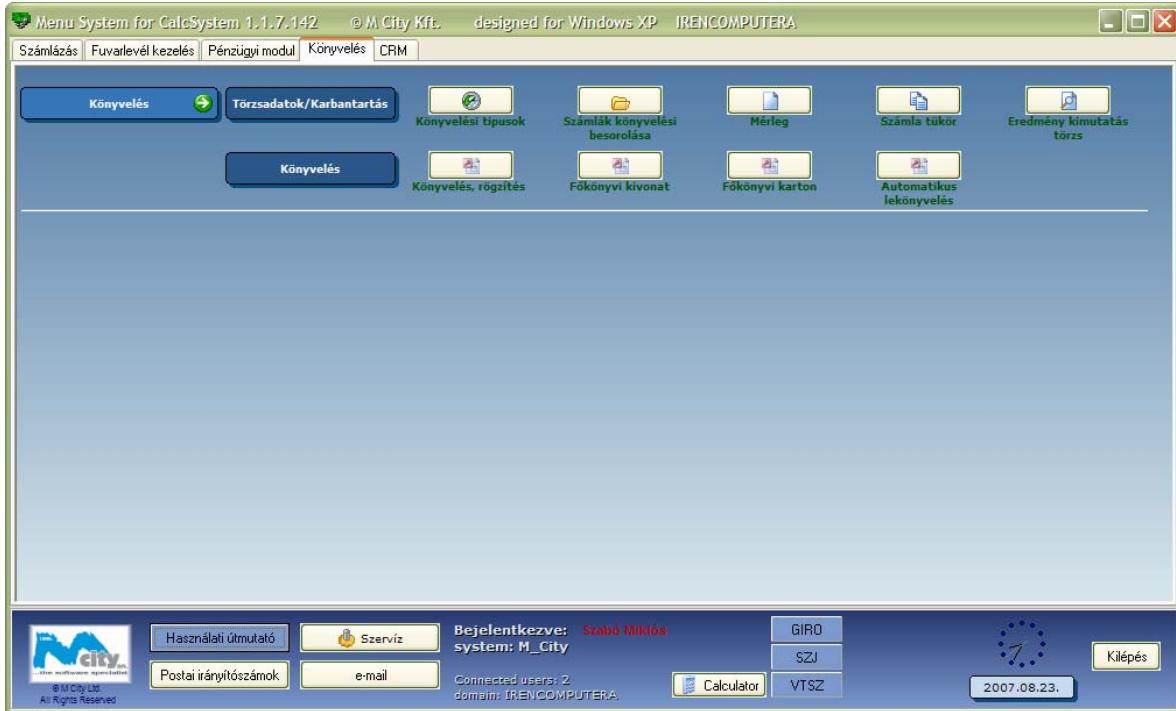 Menu System for CalcSystem 1.1.7.142 © M City Kft. designed for Windows XP IRENCOMPUTERA
Számlázás Fuvarlevél kezelés Pénzügyi modul Könyvelés CRM
Könyvelés
Törzsadatok/Karbantartás
Könyvelési típusok
Számlák könyvelési
besorolása
Mérleg
Számla tükör
Eredmény kimutatás
törzs
Könyvelés
Könyvelés, rögzítés
Főkönyvi kivonat
Főkönyvi karton
Automatikus
lekönyvelés
city
...the software specialist
© M City Ltd.
All Rights Reserved
Használati útmutató
Szervíz
Postai irányítószámok
e-mail
Bejelentkezve: Szabó Miklós
system: M_City
Connected users: 2
domain: IRENCOMPUTERA
Calculator
GIRO
SZJ
VTSZ
2007.08.23.
Kilépés